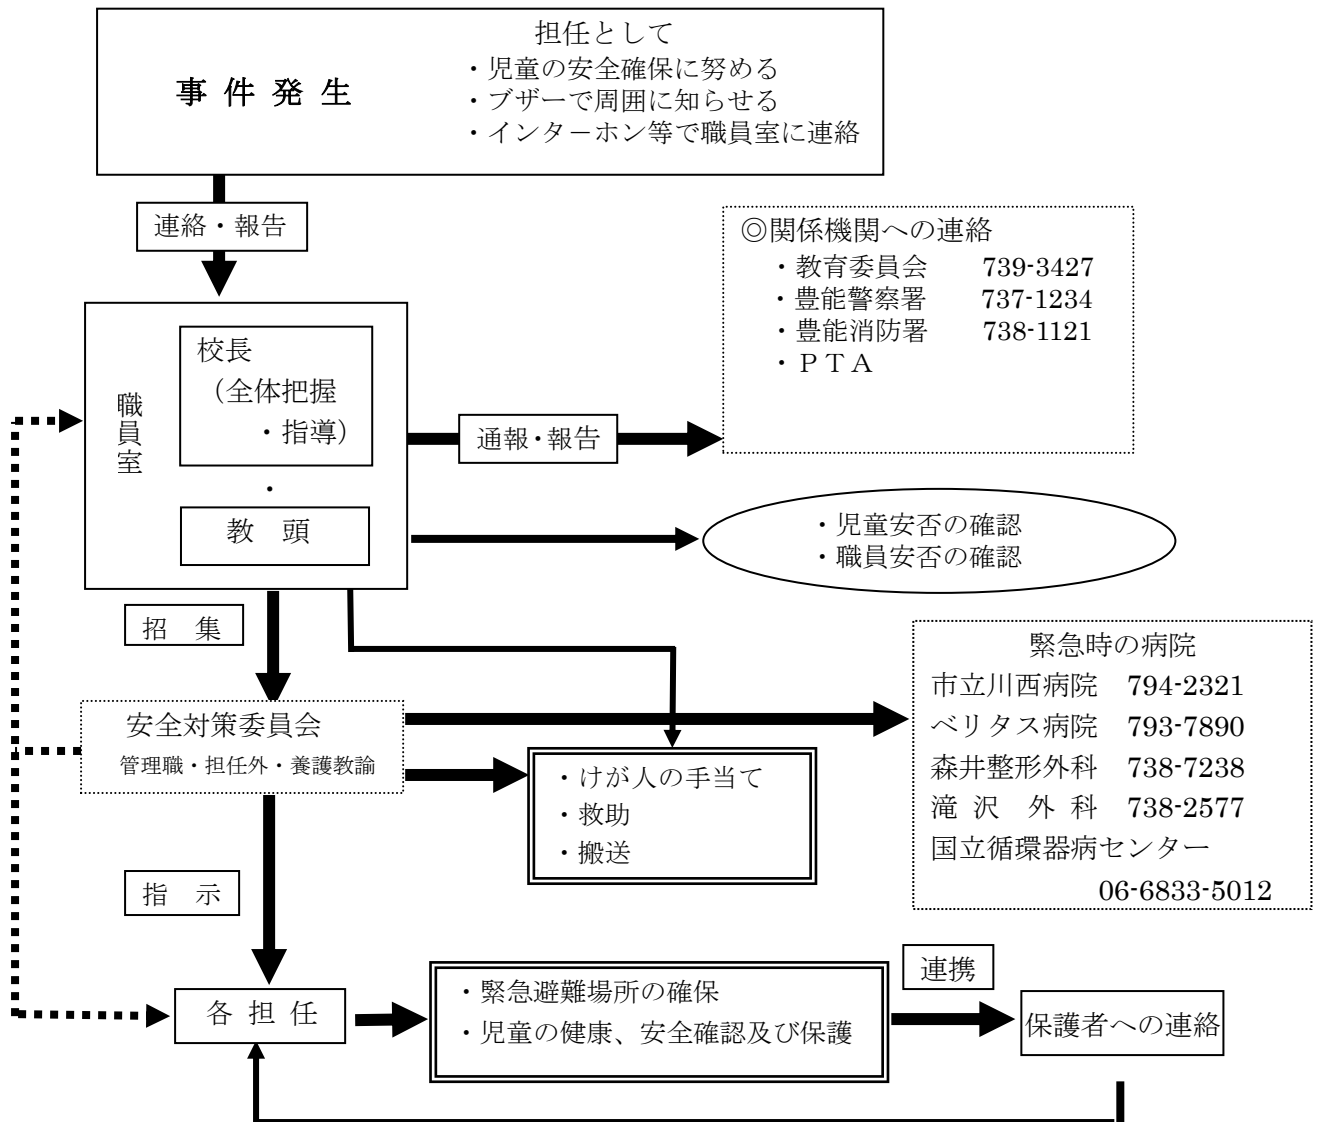 事件発生
担任として
・児童の安全確保に努める
・ブザーで周囲に知らせる
・インタ－ホン等で職員室に連絡
連絡・報告
◎関係機関への連絡
・教育委員会 739-3427
・豊能警察署 737-1234
・豊能消防署 738-1121
・ＰＴＡ
職員室
校長
（全体把握
・指導）
・
教 頭
通報・報告
・児童安否の確認
・職員安否の確認
招 集
安全対策委員会
管理職・担任外・養護教諭
緊急時の病院
市立川西病院 794-2321
ベリタス病院 793-7890
森井整形外科 738-7238
滝 沢 外 科 738-2577
国立循環器病センター
06-6833-5012
・けが人の手当て
・救助
・搬送
指 示
各 担 任
・緊急避難場所の確保
・児童の健康、安全確認及び保護
連携
保護者への連絡